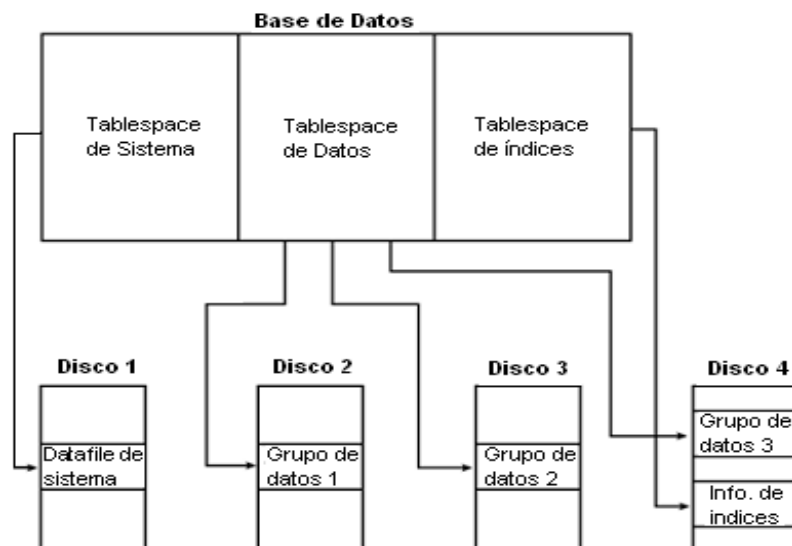 Base de Datos
Tablespace
de Sistema
Tablespace
de Datos
Tablespace
de índices
Disco 1
Disco 2
Disco 3
Disco 4
Datafile de
sistema
Grupo de
datos 1
Grupo de
datos 2
Grupo de
datos 3
Info. de
indices